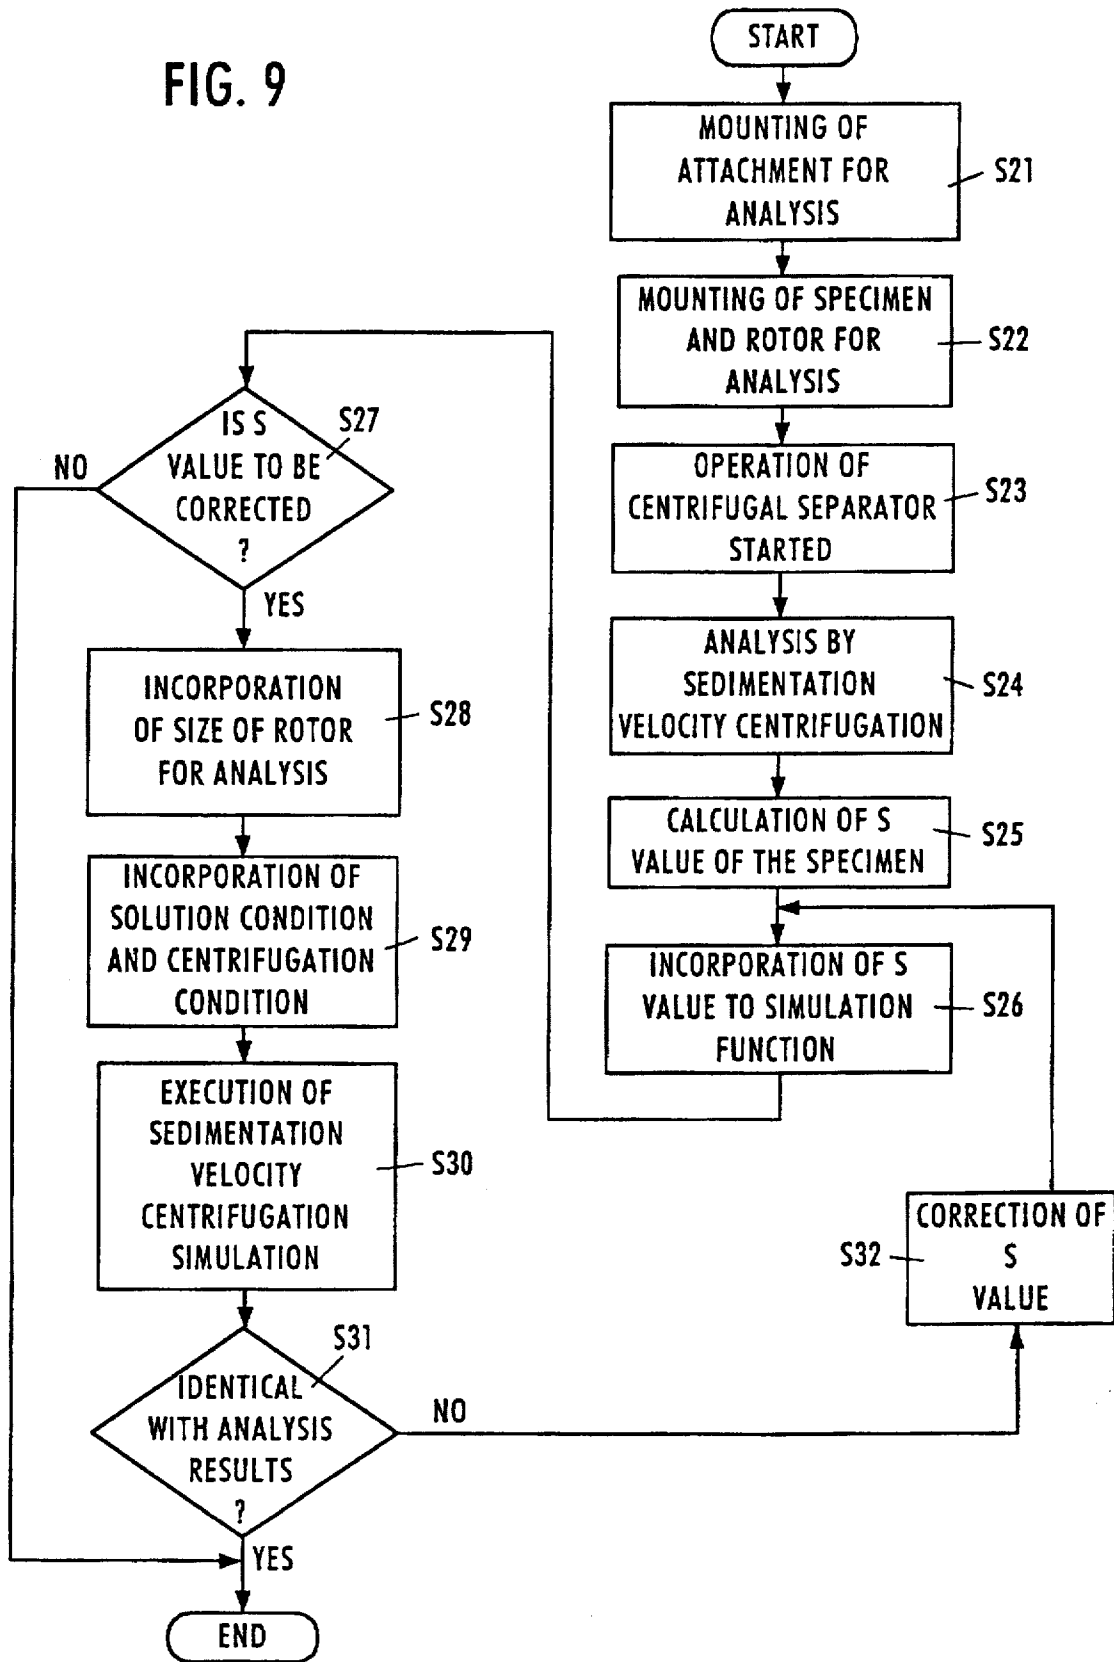 FIG. 9
START
MOUNTING OF
ATTACHMENT FOR
ANALYSIS
S21
MOUNTING OF SPECIMEN
AND ROTOR FOR
ANALYSIS
S22
OPERATION OF
CENTRIFUGAL SEPARATOR
STARTED
S23
ANALYSIS BY
SEDIMENTATION
VELOCITY CENTRIFUGATION
S24
CALCULATION OF S
VALUE OF THE SPECIMEN
S25
INCORPORATION OF S
VALUE TO SIMULATION
FUNCTION
S26
IS S
VALUE TO BE
CORRECTED
?
S27
NO
YES
INCORPORATION
OF SIZE OF ROTOR
FOR ANALYSIS
S28
INCORPORATION OF
SOLUTION CONDITION
AND CENTRIFUGATION
CONDITION
S29
EXECUTION OF
SEDIMENTATION
VELOCITY
CENTRIFUGATION
SIMULATION
S30
IDENTICAL
WITH ANALYSIS
RESULTS
?
S31
NO
YES
CORRECTION OF
S
VALUE
S32
END